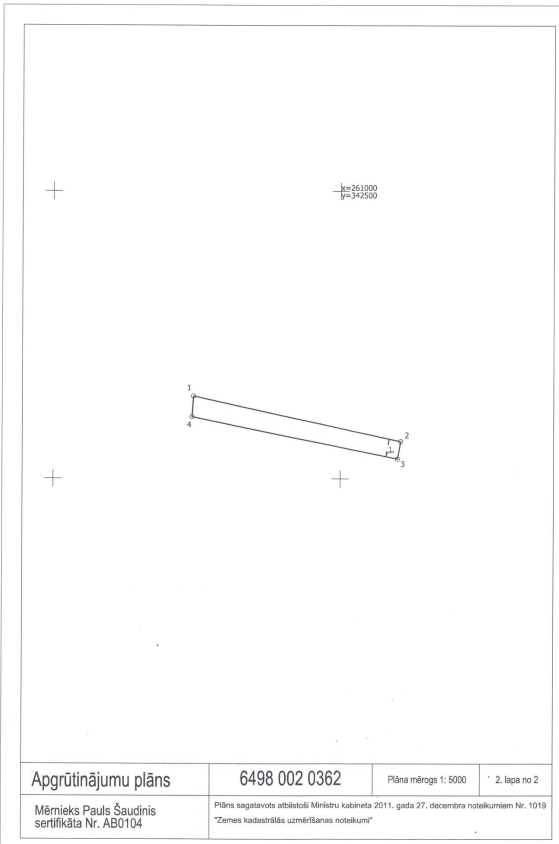 x=261000
y=342500
1
2
4
1
3
Apgrūtinājumu plāns
6498 002 0362
Plāna mērogs 1: 5000
2. lapa no 2
Mērnieks Pauls Šaudinis
sertifikāta Nr. AB0104
Plāns sagatavots atbilstoši Ministru kabineta 2011. gada 27. decembra noteikumiem Nr. 1019
"Zemes kadastrālās uzmērīšanas noteikumi"